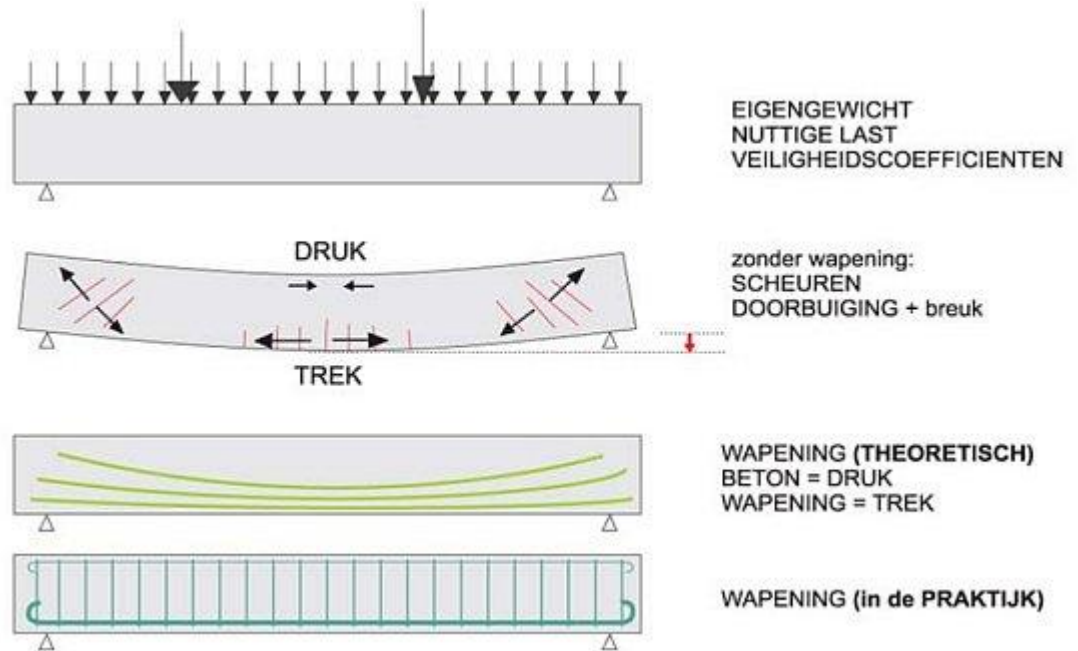 EIGENGEWICHT
NUTTIGE LAST
VEILIGHEIDSCOEFFICIENTEN
DRUK
TREK
zonder wapening:
SCHEUREN
DOORBUIGING + breuk
WAPENING (THEORETISCH)
BETON = DRUK
WAPENING = TREK
WAPENING (in de PRAKTIJK)